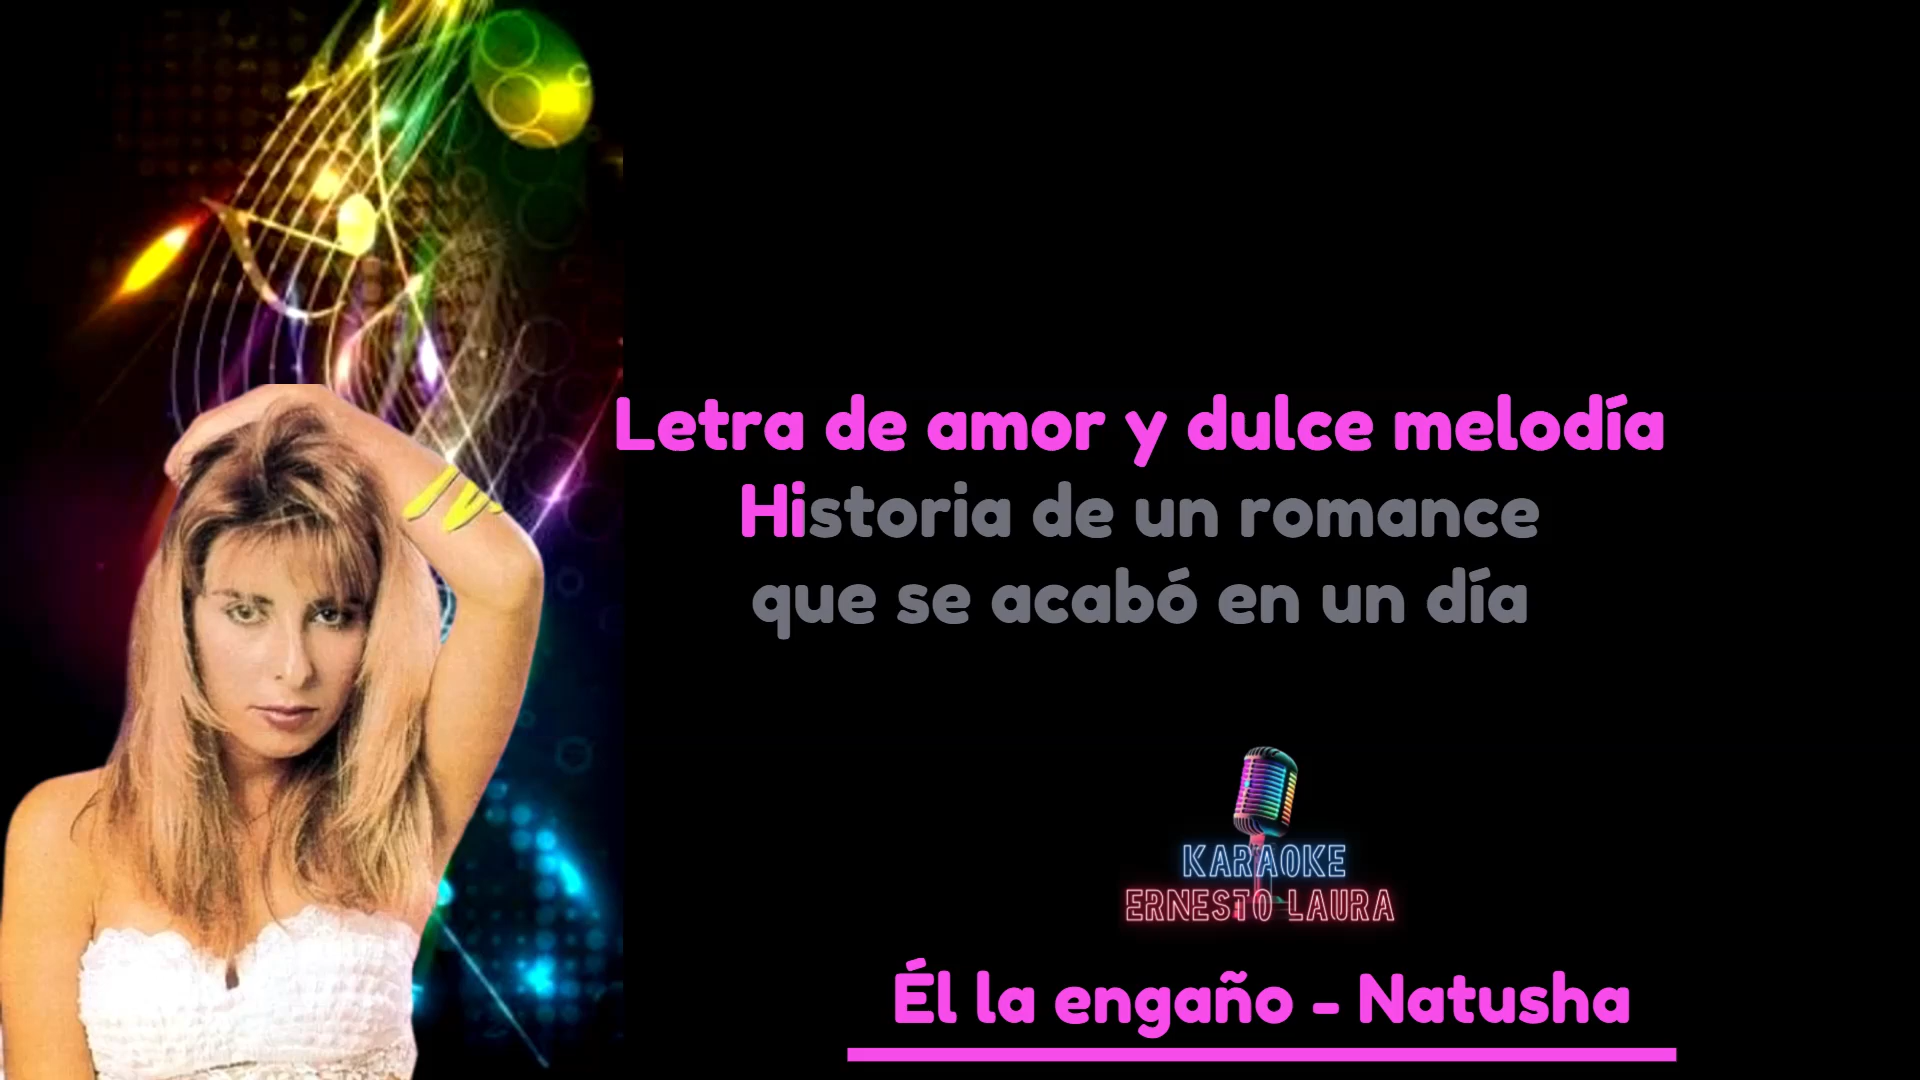 Letra de amor y dulce melodía
Historia de un romance
que se acabó en un día
KARAOKE
ERNESTO LAURA
Él la engaño - Natusha